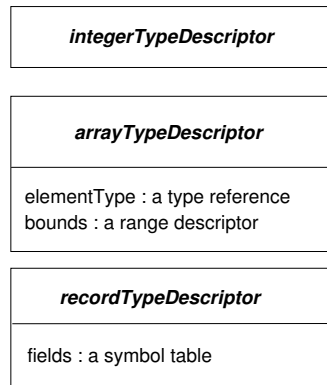 integerTypeDescriptor
arrayTypeDescriptor
elementType : a type reference
bounds : a range descriptor
recordTypeDescriptor
fields : a symbol table